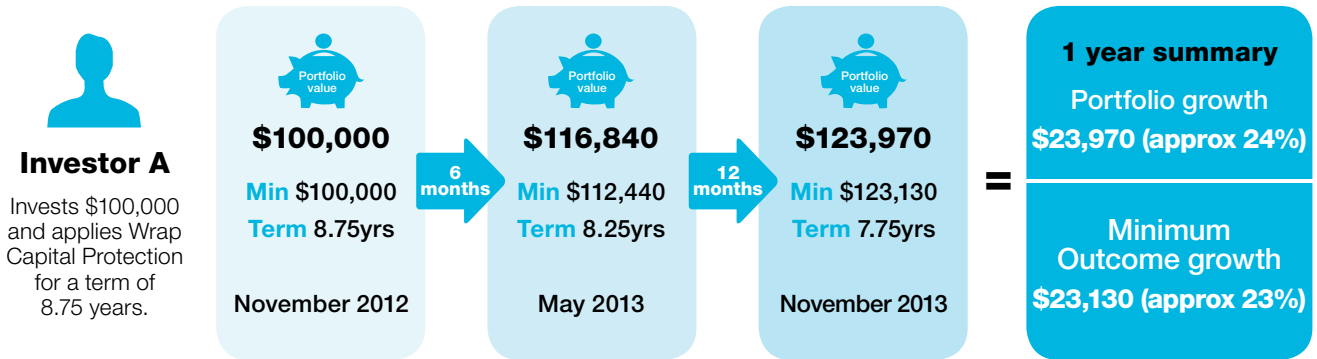 Investor A
Invests $100,000
and applies Wrap
Capital Protection
for a term of
8.75 years.
Portfolio
value
$100,000
Min $100,000
Term 8.75yrs
November 2012
6
months
Portfolio
value
$116,840
Min $112,440
Term 8.25yrs
May 2013
12
months
Portfolio
value
$123,970
Min $123,130
Term 7.75yrs
November 2013
=
1 year summary
Portfolio growth
$23,970 (approx 24%)
Minimum
Outcome growth
$23,130 (approx 23%)